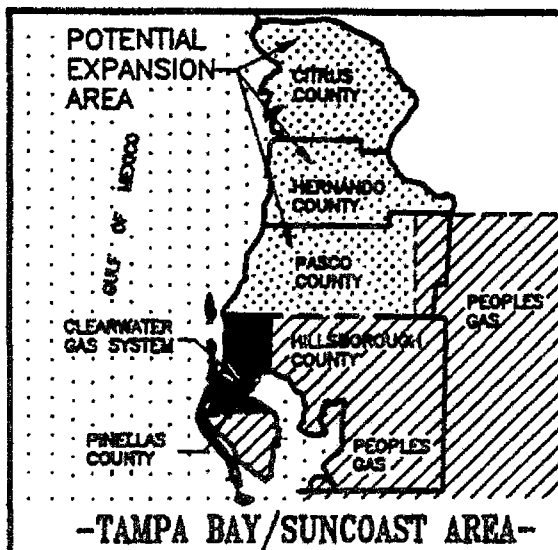 POTENTIAL
EXPANSION
AREA
CITRUS
COUNTY
GULF OF MEXICO
HERNANDO
COUNTY
PASCO
COUNTY
PEOPLES
GAS
CLEARWATER
GAS SYSTEM
HILLSBOROUGH
COUNTY
PINELLAS
COUNTY
PEOPLES
GAS
-TAMPA BAY/SUNCOAST AREA-